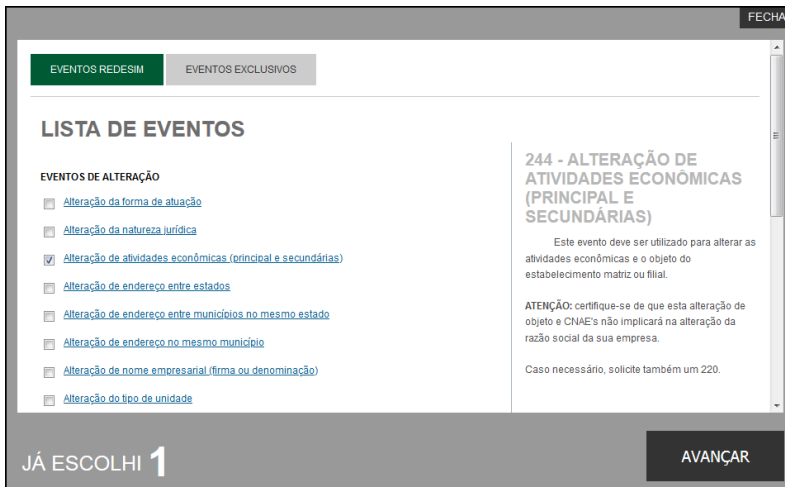 FECHA
EVENTOS REDESIM
EVENTOS EXCLUSIVOS
LISTA DE EVENTOS
EVENTOS DE ALTERAÇÃO
Alteração da forma de atuação
Alteração da natureza jurídica
Alteração de atividades econômicas (principal e secundárias)
Alteração de endereço entre estados
Alteração de endereço entre municípios no mesmo estado
Alteração de endereço no mesmo município
Alteração de nome empresarial (firma ou denominação)
Alteração do tipo de unidade
244 - ALTERAÇÃO DE
ATIVIDADES ECONÔMICAS
(PRINCIPAL E
SECUNDÁRIAS)
Este evento deve ser utilizado para alterar as
atividades econômicas e o objeto do
estabelecimento matriz ou filial.
ATENÇÃO: certifique-se de que esta alteração de
objeto e CNAE's não implicará na alteração da
razão social da sua empresa.
Caso necessário, solicite também um 220.
JÁ ESCOLHI 1
AVANÇAR